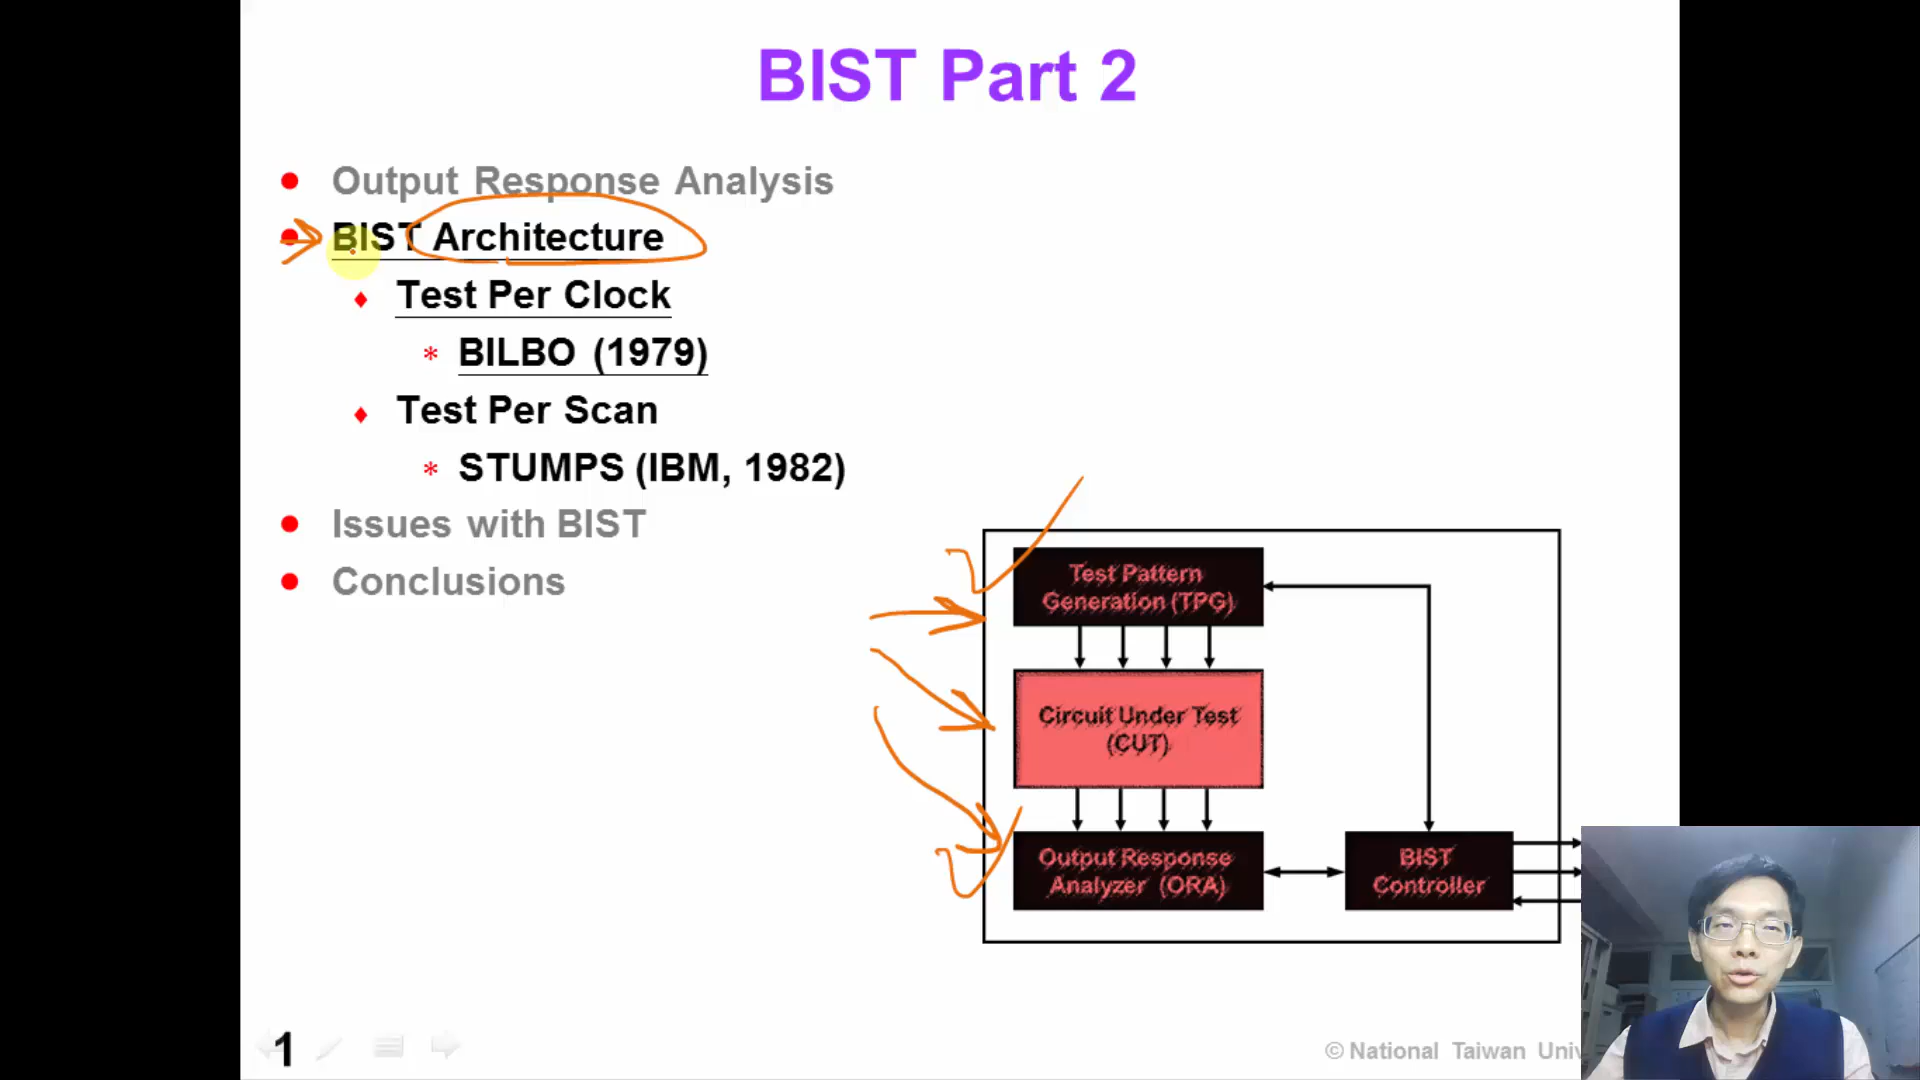 BIST Part 2
Output Response Analysis
BIST Architecture
Test Per Clock
BILBO (1979)
Test Per Scan
STUMPS (IBM, 1982)
Issues with BIST
Conclusions
Test Pattern
Generation (TPG)
Circuit Under Test
(CUT)
Output Response
Analyzer (ORA)
BIST
Controller
1
© National Taiwan